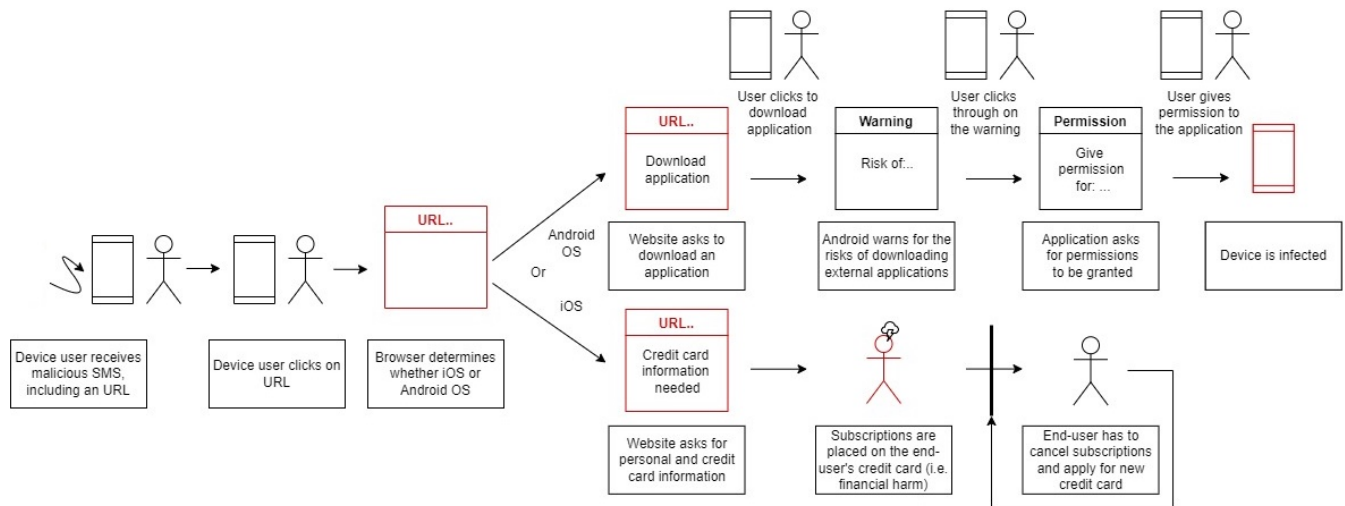 User clicks to
download
application
User clicks
through on
the warning
User gives
permission to
the application
URL..
Download
application
Warning
Risk of:..
Permission
Give
permission
for: ...
URL..
Android
OS
Or
iOS
Website asks to
download an
application
Android warns for the
risks of downloading
external applications
Application asks
for permissions
to be granted
Device is infected
Device user receives
malicious SMS,
including an URL
Device user clicks on
URL
Browser determines
whether iOS or
Android OS
URL..
Credit card
information
needed
Website asks for
personal and credit
card information
Subscriptions are
placed on the end-
user's credit card (i.e.
financial harm)
End-user has to
cancel subscriptions
and apply for new
credit card